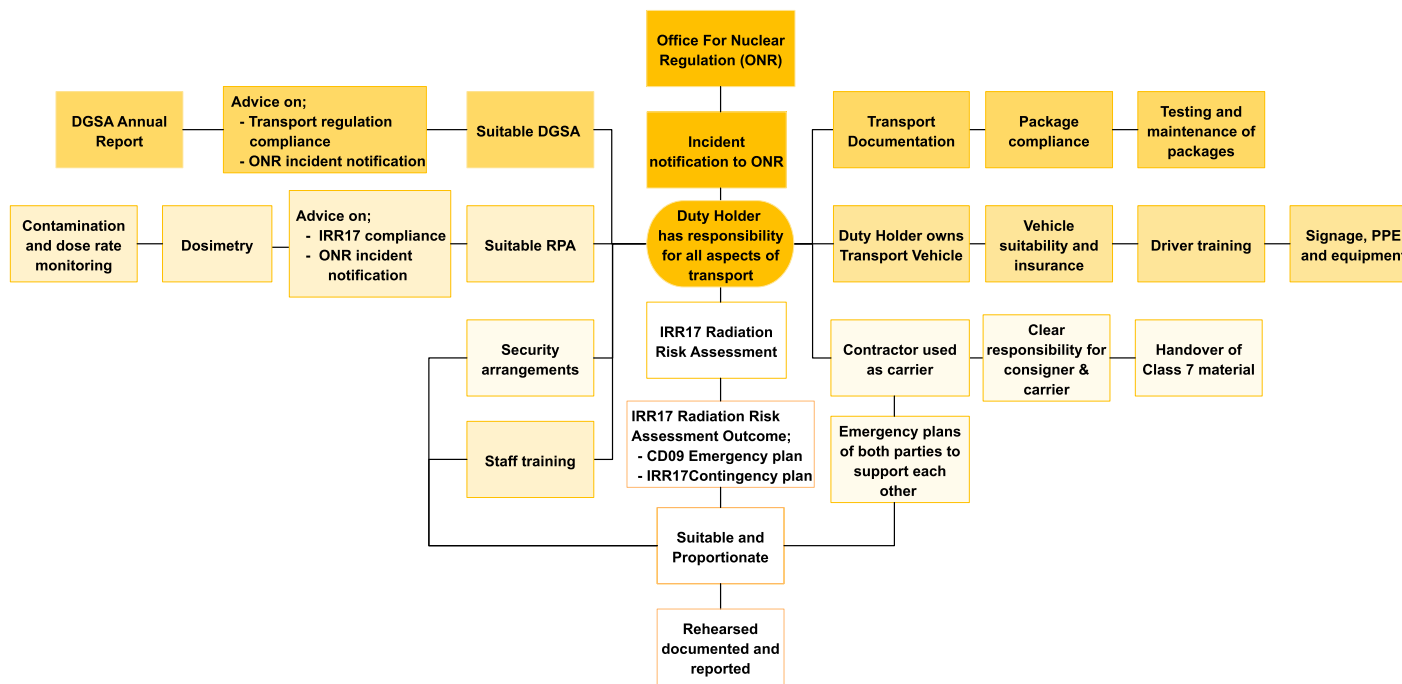 Office For Nuclear
Regulation (ONR)
Incident
notification to ONR
Duty Holder
has responsibility
for all aspects of
transport
DGSA Annual
Report
Advice on;
- Transport regulation
compliance
- ONR incident notification
Suitable DGSA
Contamination
and dose rate
monitoring
Dosimetry
Advice on;
- IRR17 compliance
- ONR incident
notification
Suitable RPA
Security
arrangements
Staff training
Transport
Documentation
Package
compliance
Testing and
maintenance of
packages
Duty Holder owns
Transport Vehicle
Vehicle
suitability and
insurance
Driver training
Signage, PPE
and equipment
Contractor used
as carrier
Clear
responsibility for
consigner &
carrier
Handover of
Class 7 material
Emergency plans
of both parties to
support each
other
IRR17 Radiation
Risk Assessment
IRR17 Radiation Risk
Assessment Outcome;
- CD09 Emergency plan
- IRR17Contingency plan
Suitable and
Proportionate
Rehearsed
documented and
reported